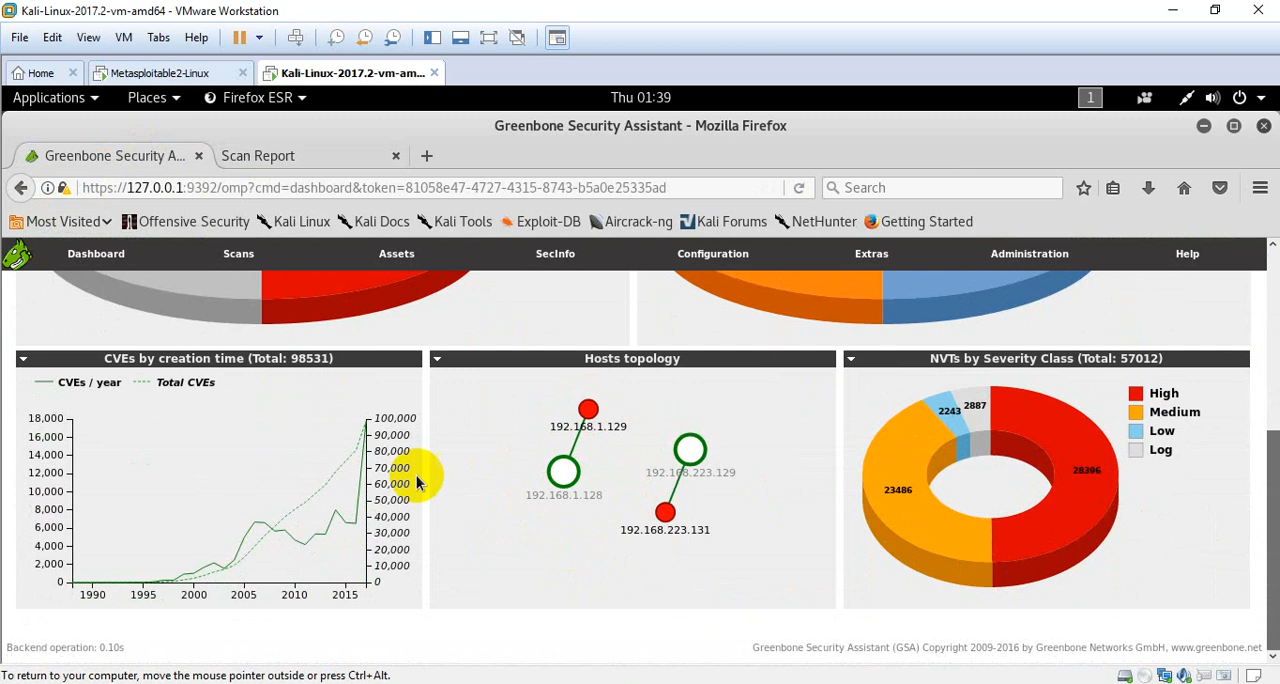 Kali-Linux-2017.2-vm-amd64 - VMware Workstation
File Edit View VM Tabs Help
Home Metasploitable2-Linux Kali-Linux-2017.2-vm-am...
Applications Places Firefox ESR Thu 01:39 1
Greenbone Security Assistant - Mozilla Firefox
Greenbone Security A... Scan Report
https://127.0.0.1:9392/omp?cmd=dashboard&token=81058e47-4727-4315-8743-b5a0e25335ad Search
Most Visited Offensive Security Kali Linux Kali Docs Kali Tools Exploit-DB Aircrack-ng Kali Forums NetHunter Getting Started
Dashboard Scans Assets SecInfo Configuration Extras Administration Help
CVEs by creation time (Total: 98531)
CVEs / year Total CVEs
18,000 100,000
16,000 90,000
80,000
14,000
70,000
12,000
60,000
10,000
50,000
8,000
40,000
6,000
30,000
4,000
20,000
2,000
10,000
0 0
1990 1995 2000 2005 2010 2015
Hosts topology
192.168.1.129
192.168.223.129
192.168.1.128
192.168.223.131
NVTs by Severity Class (Total: 57012)
2243 2887
23486 28396
High
Medium
Low
Log
Backend operation: 0.10s
Greenbone Security Assistant (GSA) Copyright 2009-2016 by Greenbone Networks GmbH, www.greenbone.net
To return to your computer, move the mouse pointer outside or press Ctrl+Alt.